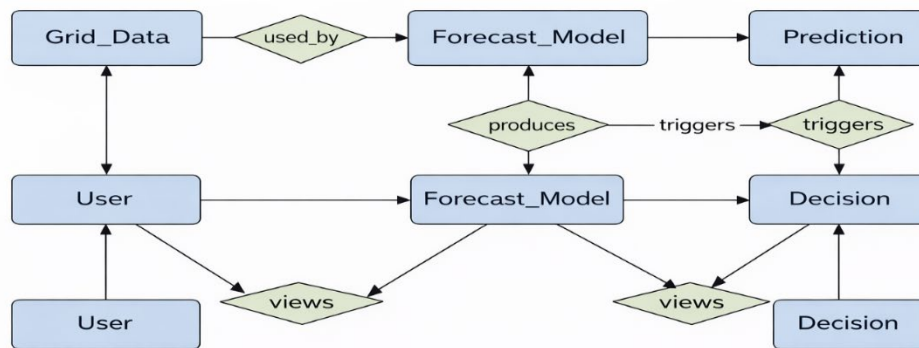 Grid_Data
used_by
Forecast_Model
Prediction
produces
triggers
triggers
User
Forecast_Model
Decision
views
views
User
Decision